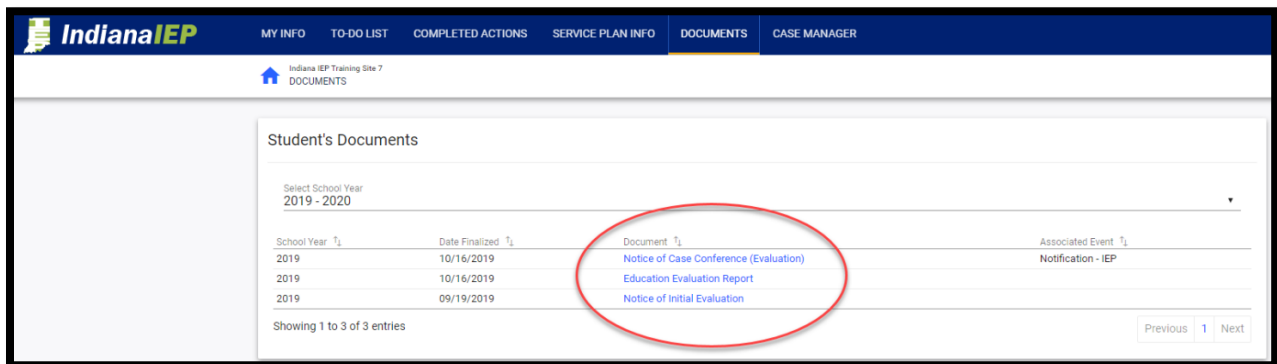 IndianaIEP MY INFO TO-DO LIST COMPLETED ACTIONS SERVICE PLAN INFO DOCUMENTS CASE MANAGER
Indiana IEP Training Site 7
DOCUMENTS
Student's Documents
Select School Year
2019 - 2020
School Year Date Finalized Document Associated Event
2019 10/16/2019 Notice of Case Conference (Evaluation) Notification - IEP
2019 10/16/2019 Education Evaluation Report
2019 09/19/2019 Notice of Initial Evaluation
Showing 1 to 3 of 3 entries Previous 1 Next